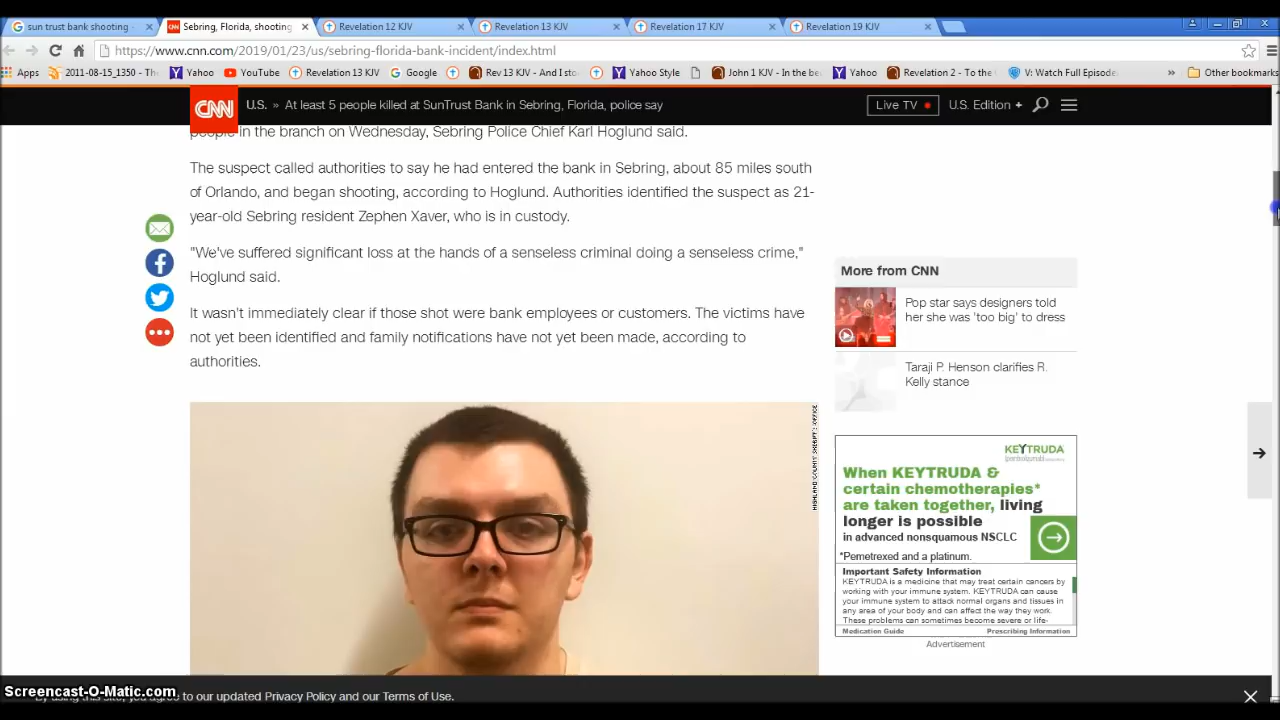 sun trust bank shooting -
Sebring, Florida, shooting
Revelation 12 KJV
Revelation 13 KJV
Revelation 17 KJV
Revelation 19 KJV
https://www.cnn.com/2019/01/23/us/sebring-florida-bank-incident/index.html
Apps
2011-08-15_1350 - The
Yahoo
YouTube
Revelation 13 KJV
Google
Rev 13 KJV - And I sto
Yahoo Style
John 1 KJV - In the be
Yahoo
Revelation 2 - To the
V: Watch Full Episode
»
Other bookmarks
CNN
U.S. » At least 5 people killed at SunTrust Bank in Sebring, Florida, police say
Live TV
U.S. Edition +
people in the branch on Wednesday, Sebring Police Chief Karl Hoglund said.
The suspect called authorities to say he had entered the bank in Sebring, about 85 miles south
of Orlando, and began shooting, according to Hoglund. Authorities identified the suspect as 21-
year-old Sebring resident Zephen Xaver, who is in custody.
"We've suffered significant loss at the hands of a senseless criminal doing a senseless crime,"
Hoglund said.
It wasn't immediately clear if those shot were bank employees or customers. The victims have
not yet been identified and family notifications have not yet been made, according to
authorities.
More from CNN
Pop star says designers told
her she was 'too big' to dress
Taraji P. Henson clarifies R.
Kelly stance
KEYTRUDA
When KEYTRUDA &
certain chemotherapies*
are taken together, living
longer is possible
in advanced nonsquamous NSCLC
*Pemetrexed and a platinum.
Important Safety Information
KEYTRUDA is a medicine that may treat certain cancers by
working with your immune system. KEYTRUDA can cause
your immune system to attack normal organs and tissues in
any area of your body and can affect the way they work.
These problems can sometimes become severe or life-
Medication Guide
Prescribing Information
Advertisement
Screencast-O-Matic.com
By using this site, you agree to our updated Privacy Policy and our Terms of Use.